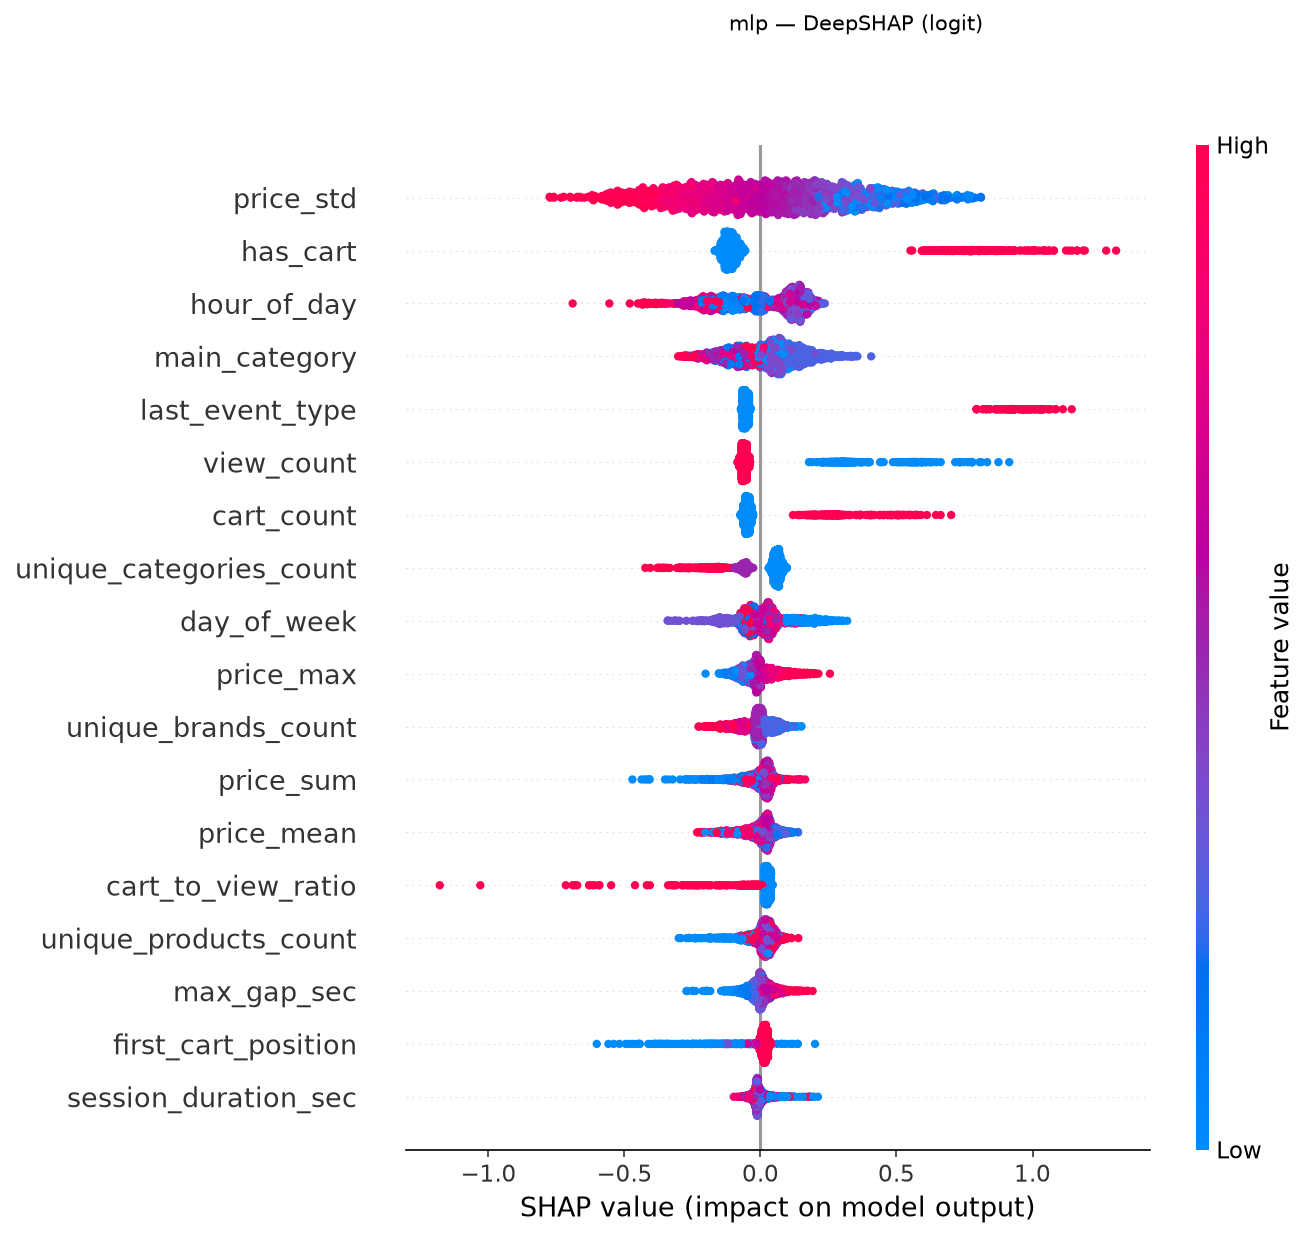 mlp — DeepSHAP (logit)
High
price_std
has_cart
hour_of_day
main_category
last_event_type
view_count
cart_count
unique_categories_count
day_of_week
price_max
unique_brands_count
price_sum
price_mean
cart_to_view_ratio
unique_products_count
max_gap_sec
first_cart_position
session_duration_sec
Feature value
Low
−1.0 −0.5 0.0 0.5 1.0
SHAP value (impact on model output)